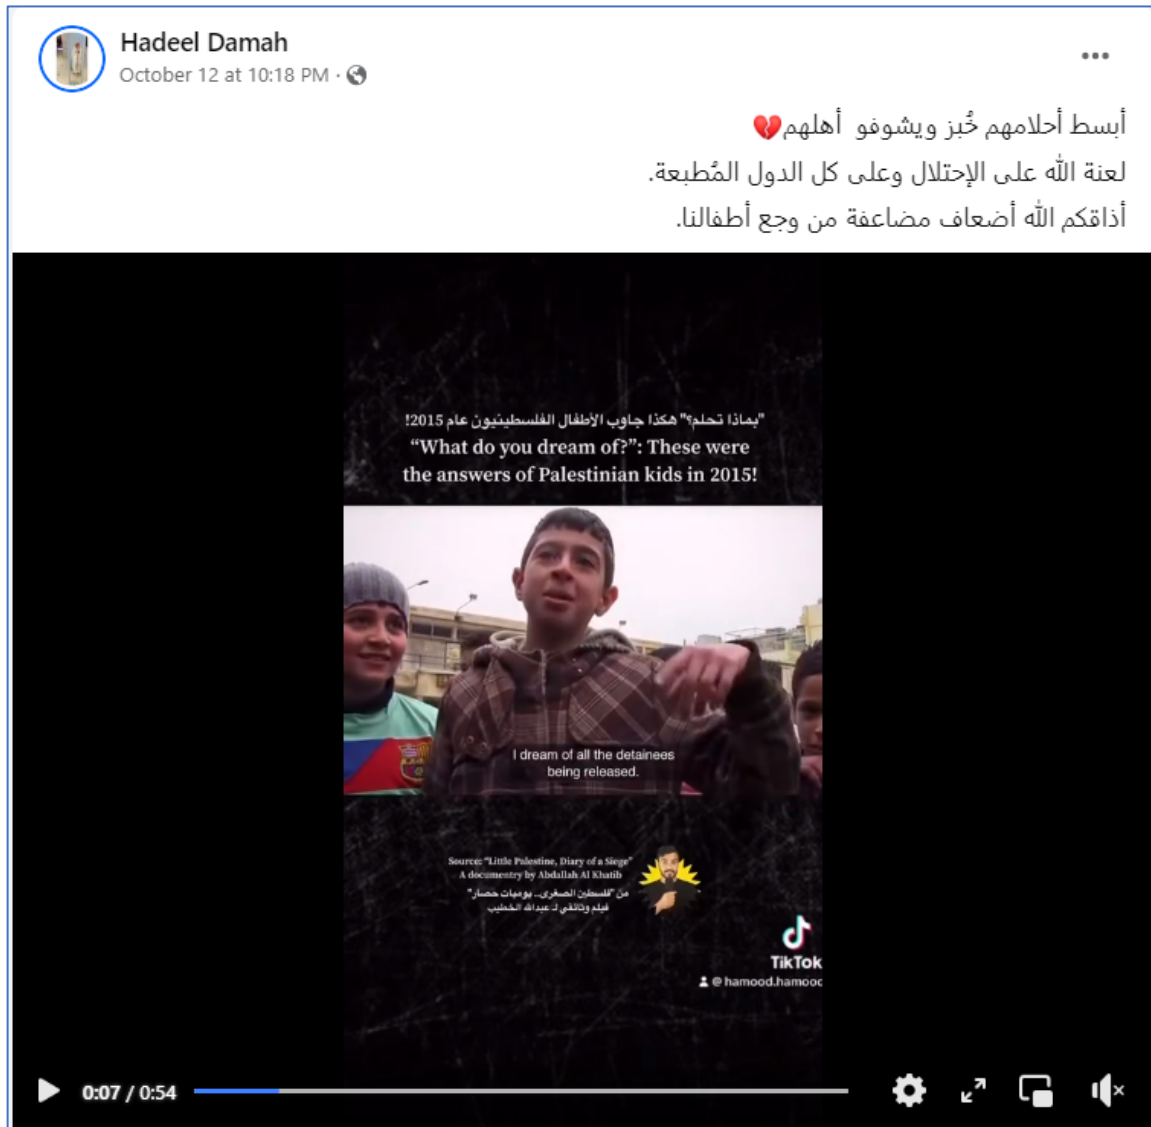 Hadeel Damah
October 12 at 10:18 PM ·
أبسط أحلامهم خُبز ويشوفو أهلهم💔
لعنة الله على الإحتلال وعلى كل الدول المُطبعة.
أذاقكم الله أضعاف مضاعفة من وجع أطفالنا.
"بماذا تحلم؟" هكذا جاوب الأطفال الفلسطينيون عام 2015!
“What do you dream of?”: These were
the answers of Palestinian kids in 2015!
I dream of all the detainees
being released.
Source: “Little Palestine, Diary of a Siege”
A documentry by Abdallah Al Khatib
من "فلسطين الصغرى.. يوميات حصار"
فيلم وثائقي لـ عبدالله الخطيب
TikTok
@hamood.hamood
0:07 / 0:54